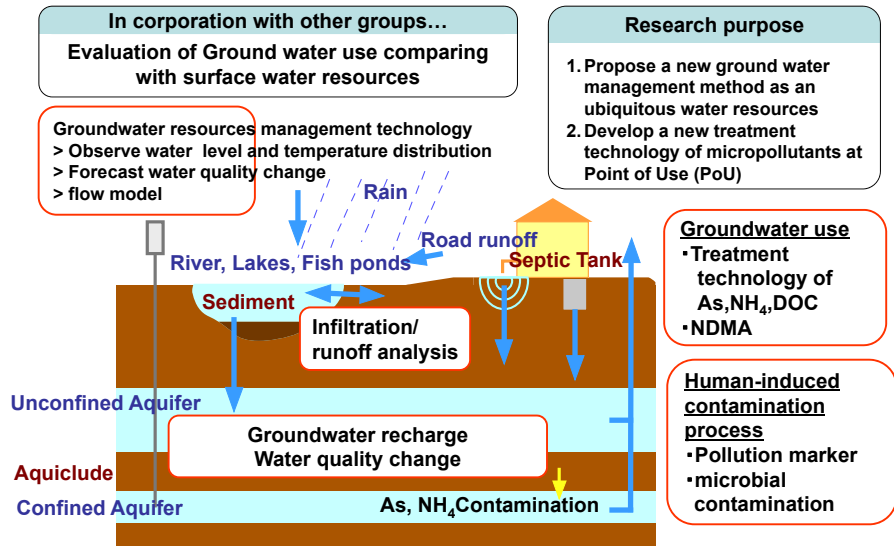 In corporation with other groups…
Evaluation of Ground water use comparing
with surface water resources
Research purpose
1. Propose a new ground water
management method as an
ubiquitous water resources
2. Develop a new treatment
technology of micropollutants at
Point of Use (PoU)
Groundwater resources management technology
> Observe water level and temperature distribution
> Forecast water quality change
> flow model
Rain
Road runoff
River, Lakes, Fish ponds
Septic Tank
Sediment
Infiltration/
runoff analysis
Groundwater use
・Treatment
technology of
As,NH₄,DOC
・NDMA
Unconfined Aquifer
Groundwater recharge
Water quality change
Human-induced
contamination
process
・Pollution marker
・microbial
contamination
Aquiclude
Confined Aquifer
As, NH₄Contamination